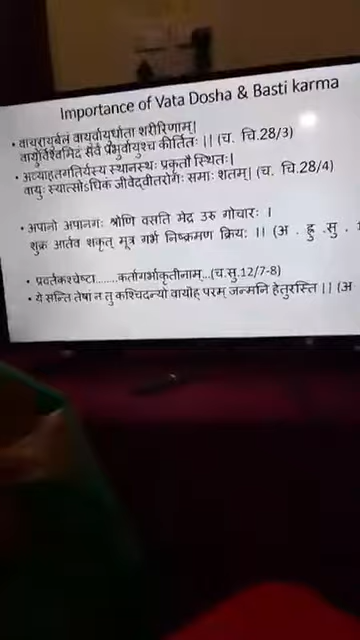 Importance of Vata Dosha & Basti karma
• वायुरायुर्बलं वायुर्वायुर्धाता शरीरिणाम्|
वायुर्विश्वमिदं सर्वं प्रभुर्वायुश्च कीर्तितः || (च. चि.28/3)
• अव्याहतगतिर्यस्य स्थानस्थः प्रकृतौ स्थितः|
वायुः स्यात्सोऽधिकं जीवेद्वीतरोगः समाः शतम्| (च. चि.28/4)
• अपानो अपानगः श्रोणि वसति मेद्र उरु गोचारः ।
शुक्र आर्तव शकृत् मूत्र गर्भ निष्क्रमण क्रियः ।। (अ . ह्र .सु .
• प्रवर्तकश्चेष्टा.......कर्तागर्भाकृतीनाम्...(च.सु.12/7-8)
• ये सन्ति तेषां न तु कश्चिदन्यो वायोः परम् जन्मनि हेतुरस्ति || (अ